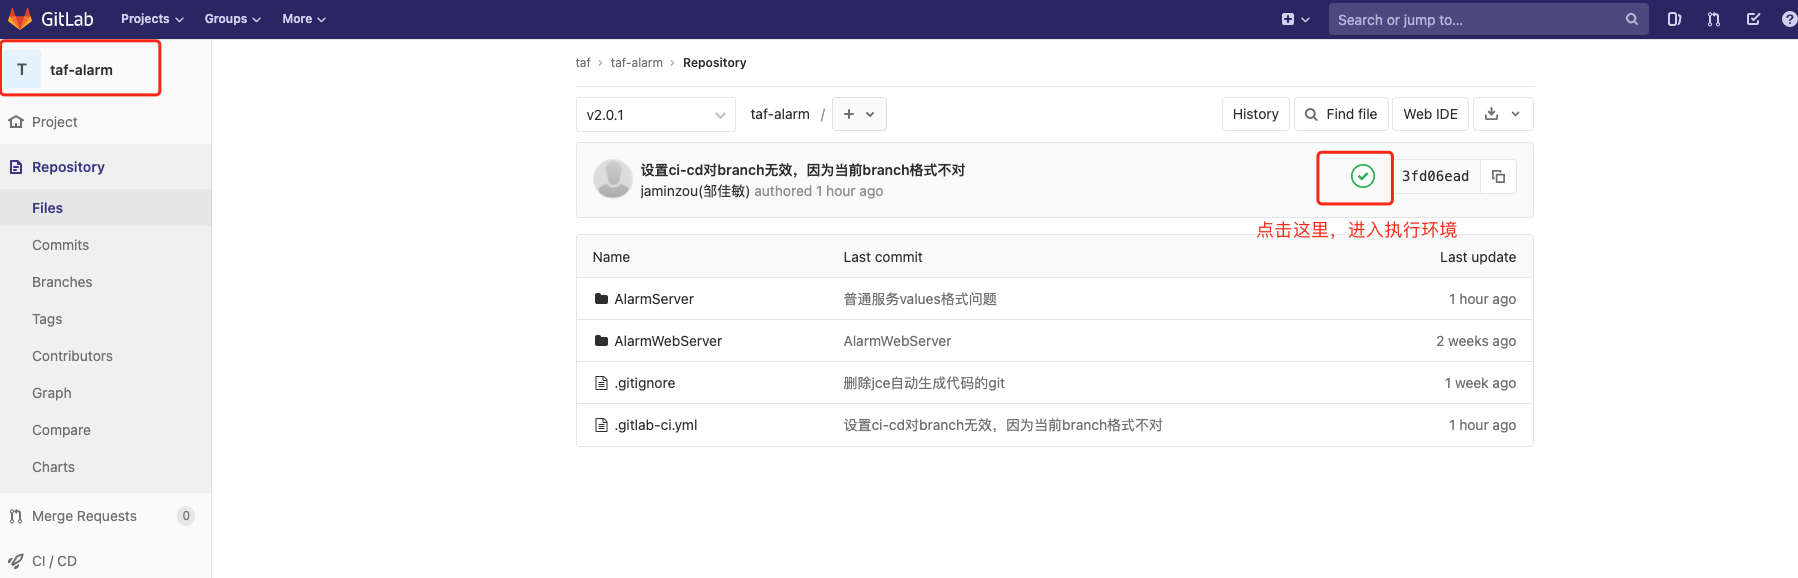 GitLab Projects Groups More Search or jump to...
T taf-alarm
Project
Repository
Files
Commits
Branches
Tags
Contributors
Graph
Compare
Charts
Merge Requests 0
CI / CD
taf › taf-alarm › Repository
v2.0.1 taf-alarm / + History Find file Web IDE
设置ci-cd对branch无效，因为当前branch格式不对
jaminzou(邹佳敏) authored 1 hour ago
3fd06ead
点击这里，进入执行环境
Name Last commit Last update
AlarmServer 普通服务values格式问题 1 hour ago
AlarmWebServer AlarmWebServer 2 weeks ago
.gitignore 删除jce自动生成代码的git 1 week ago
.gitlab-ci.yml 设置ci-cd对branch无效，因为当前branch格式不对 1 hour ago